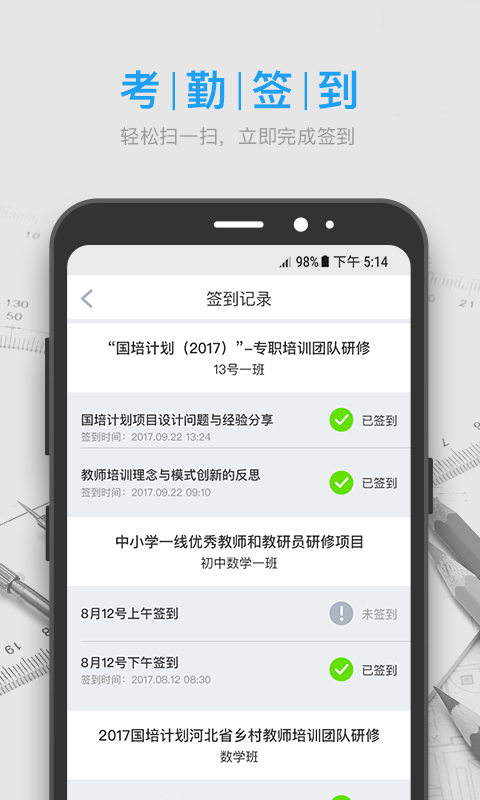 考勤签到
轻松扫一扫，立即完成签到
98% 下午 5:14
签到记录
“国培计划（2017）”-专职培训团队研修
13号一班
国培计划项目设计问题与经验分享
已签到
签到时间：2017.09.22 13:24
教师培训理念与模式创新的反思
已签到
签到时间：2017.09.22 09:10
中小学一线优秀教师和教研员研修项目
初中数学一班
8月12号上午签到
未签到
8月12号下午签到
已签到
签到时间：2017.08.12 08:30
2017国培计划河北省乡村教师培训团队研修
数学班
10
130
50
21
19